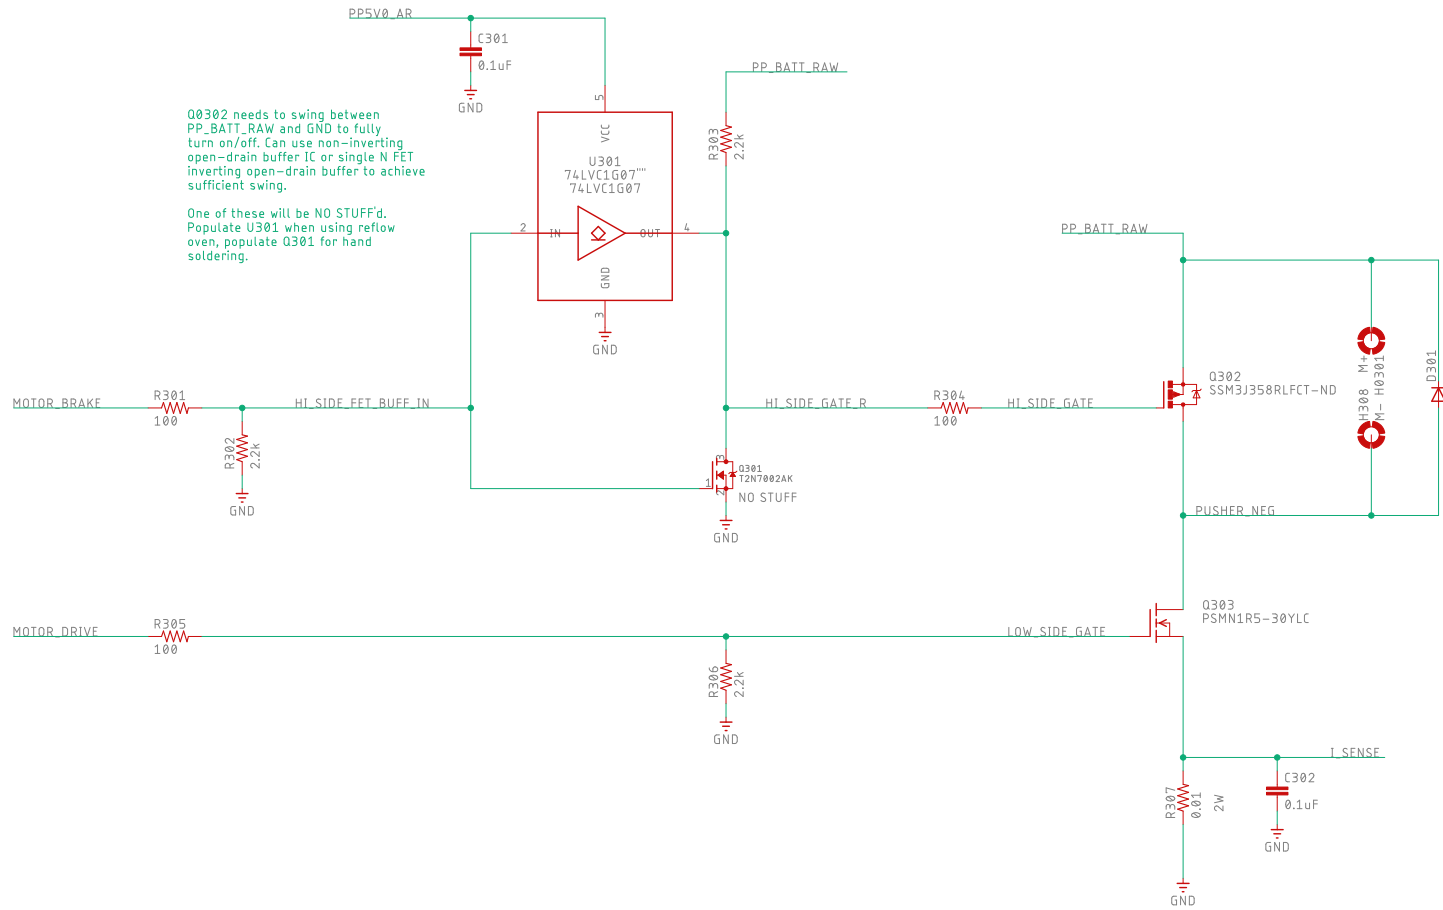 PP5V0_AR
C301
0.1uF
GND
PP_BATT_RAW
Q0302 needs to swing between
PP_BATT_RAW and GND to fully
turn on/off. Can use non-inverting
open-drain buffer IC or single N FET
inverting open-drain buffer to achieve
sufficient swing.
One of these will be NO STUFF'd.
Populate U301 when using reflow
oven, populate Q301 for hand
soldering.
5
VCC
U301
74LVC1G07""
74LVC1G07
2
IN
OUT
4
GND
3
GND
R303
2.2k
PP_BATT_RAW
MOTOR_BRAKE
R301
100
HI_SIDE_FET_BUFF_IN
R302
2.2k
GND
HI_SIDE_GATE_R
R304
100
HI_SIDE_GATE
Q302
SSM3J358RLFCT-ND
H308 M+
M- H0301
D301
3
1
2
Q301
T2N7002AK
NO STUFF
GND
PUSHER_NEG
MOTOR_DRIVE
R305
100
LOW_SIDE_GATE
Q303
PSMN1R5-30YLC
R306
2.2k
GND
I_SENSE
R307
0.01
2W
C302
0.1uF
GND
GND